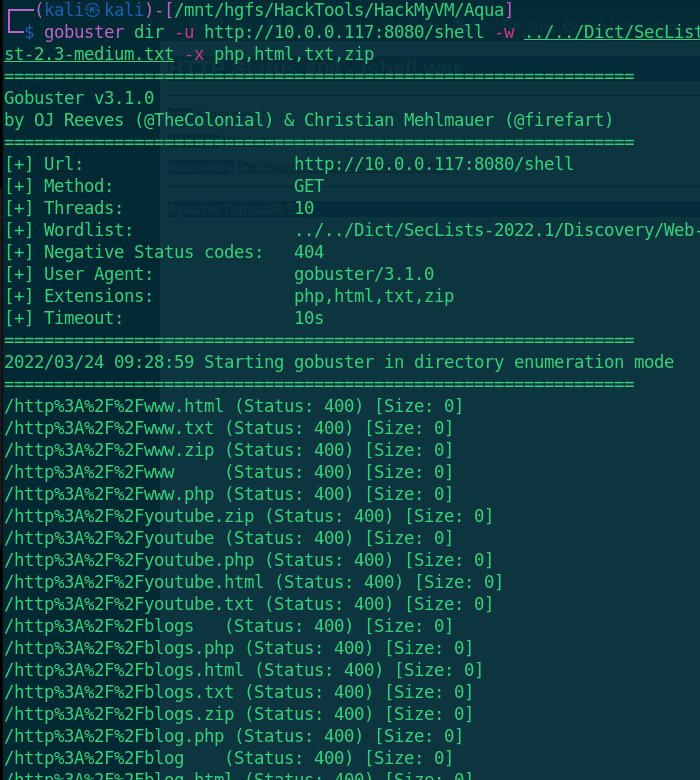 ┌──(kali㉿kali)-[/mnt/hgfs/HackTools/HackMyVM/Aqua]
└─$ gobuster dir -u http://10.0.0.117:8080/shell -w ../../Dict/SecList
st-2.3-medium.txt -x php,html,txt,zip
===============================================================
Gobuster v3.1.0
by OJ Reeves (@TheColonial) & Christian Mehlmauer (@firefart)
===============================================================
[+] Url:                     http://10.0.0.117:8080/shell
[+] Method:                  GET
[+] Threads:                 10
[+] Wordlist:                ../../Dict/SecLists-2022.1/Discovery/Web-
[+] Negative Status codes:   404
[+] User Agent:              gobuster/3.1.0
[+] Extensions:              php,html,txt,zip
[+] Timeout:                 10s
===============================================================
2022/03/24 09:28:59 Starting gobuster in directory enumeration mode
===============================================================
/http%3A%2F%2Fwww.html (Status: 400) [Size: 0]
/http%3A%2F%2Fwww.txt (Status: 400) [Size: 0]
/http%3A%2F%2Fwww.zip (Status: 400) [Size: 0]
/http%3A%2F%2Fwww     (Status: 400) [Size: 0]
/http%3A%2F%2Fwww.php (Status: 400) [Size: 0]
/http%3A%2F%2Fyoutube.zip (Status: 400) [Size: 0]
/http%3A%2F%2Fyoutube (Status: 400) [Size: 0]
/http%3A%2F%2Fyoutube.php (Status: 400) [Size: 0]
/http%3A%2F%2Fyoutube.html (Status: 400) [Size: 0]
/http%3A%2F%2Fyoutube.txt (Status: 400) [Size: 0]
/http%3A%2F%2Fblogs   (Status: 400) [Size: 0]
/http%3A%2F%2Fblogs.php (Status: 400) [Size: 0]
/http%3A%2F%2Fblogs.html (Status: 400) [Size: 0]
/http%3A%2F%2Fblogs.txt (Status: 400) [Size: 0]
/http%3A%2F%2Fblogs.zip (Status: 400) [Size: 0]
/http%3A%2F%2Fblog.php (Status: 400) [Size: 0]
/http%3A%2F%2Fblog    (Status: 400) [Size: 0]
/http%3A%2F%2Fblog.html (Status: 400) [Size: 0]